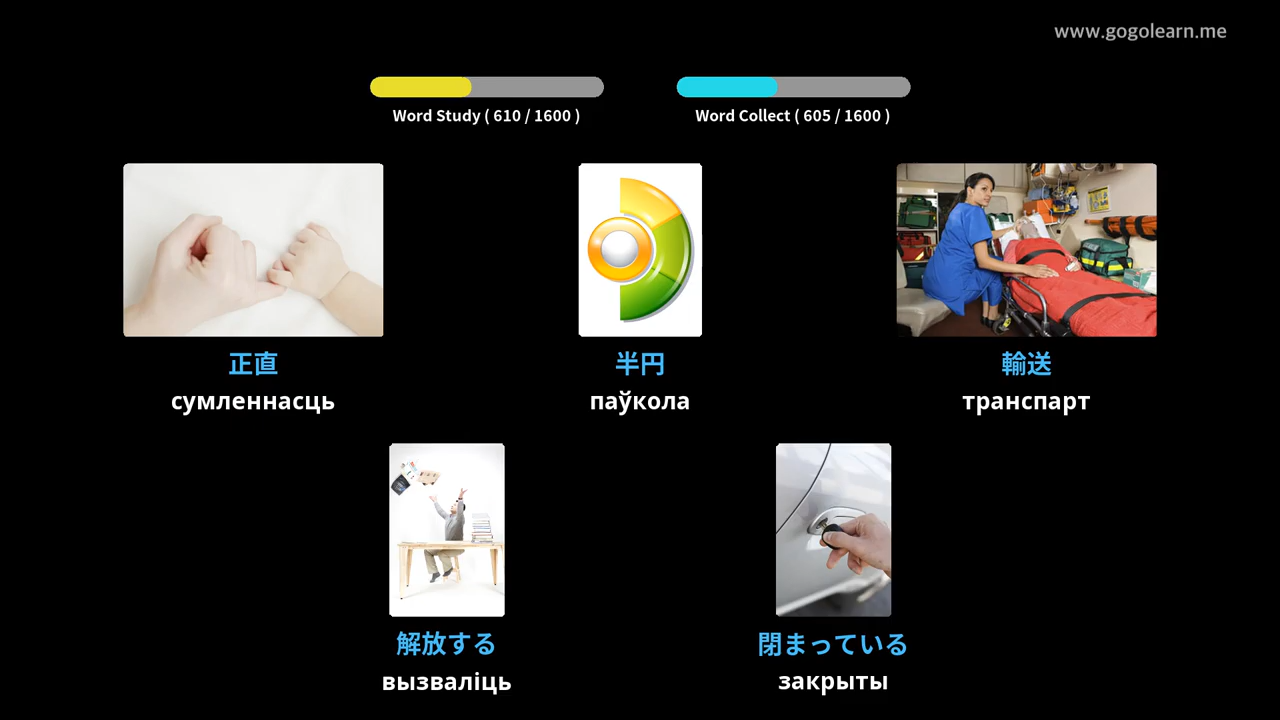 www.gogolearn.me
Word Study ( 610 / 1600 )
Word Collect ( 605 / 1600 )
正直
сумленнасць
半円
паўкола
輸送
транспарт
解放する
вызваліць
閉まっている
закрыты